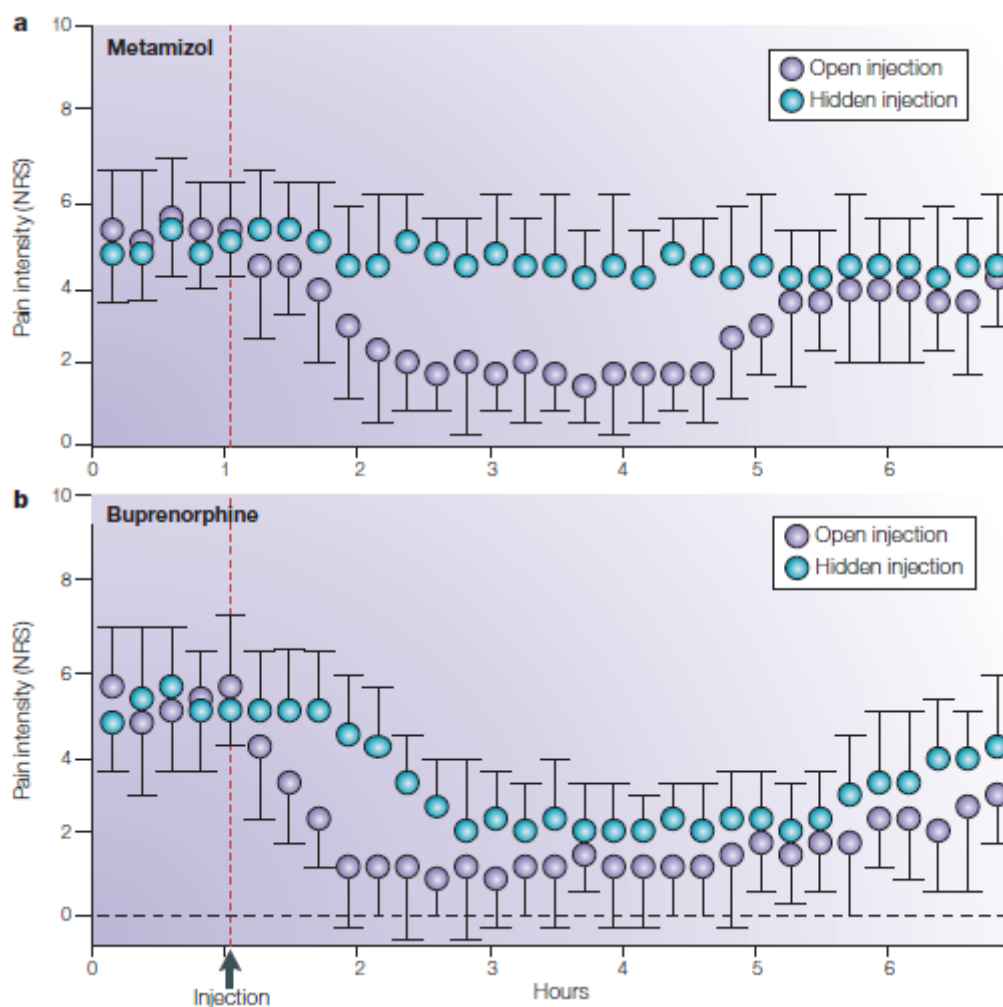 a
Metamizol
Open injection
Hidden injection
Pain intensity (NRS)
10
8
6
4
2
0
0 1 2 3 4 5 6
b
Buprenorphine
Open injection
Hidden injection
Pain intensity (NRS)
10
8
6
4
2
0
0 1 2 3 4 5 6
Injection
Hours